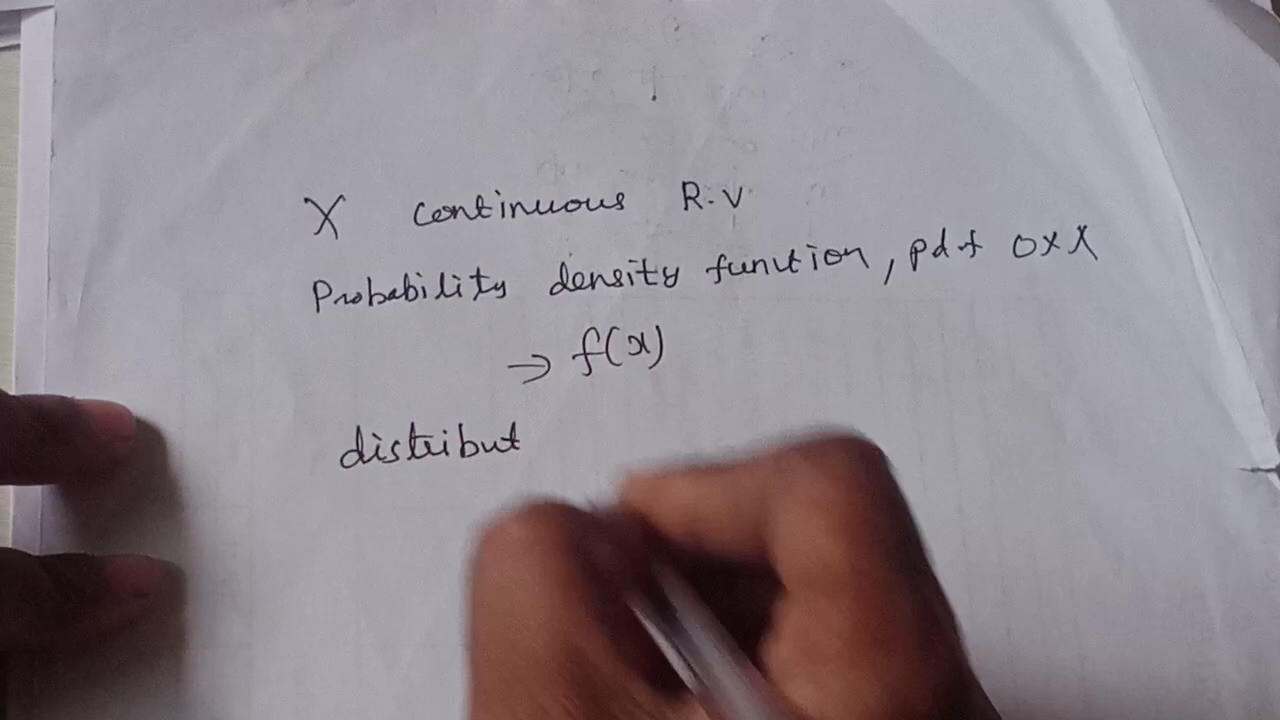 X continuous R.V
Probability density function, pdf of X
→ f(x)
distribut